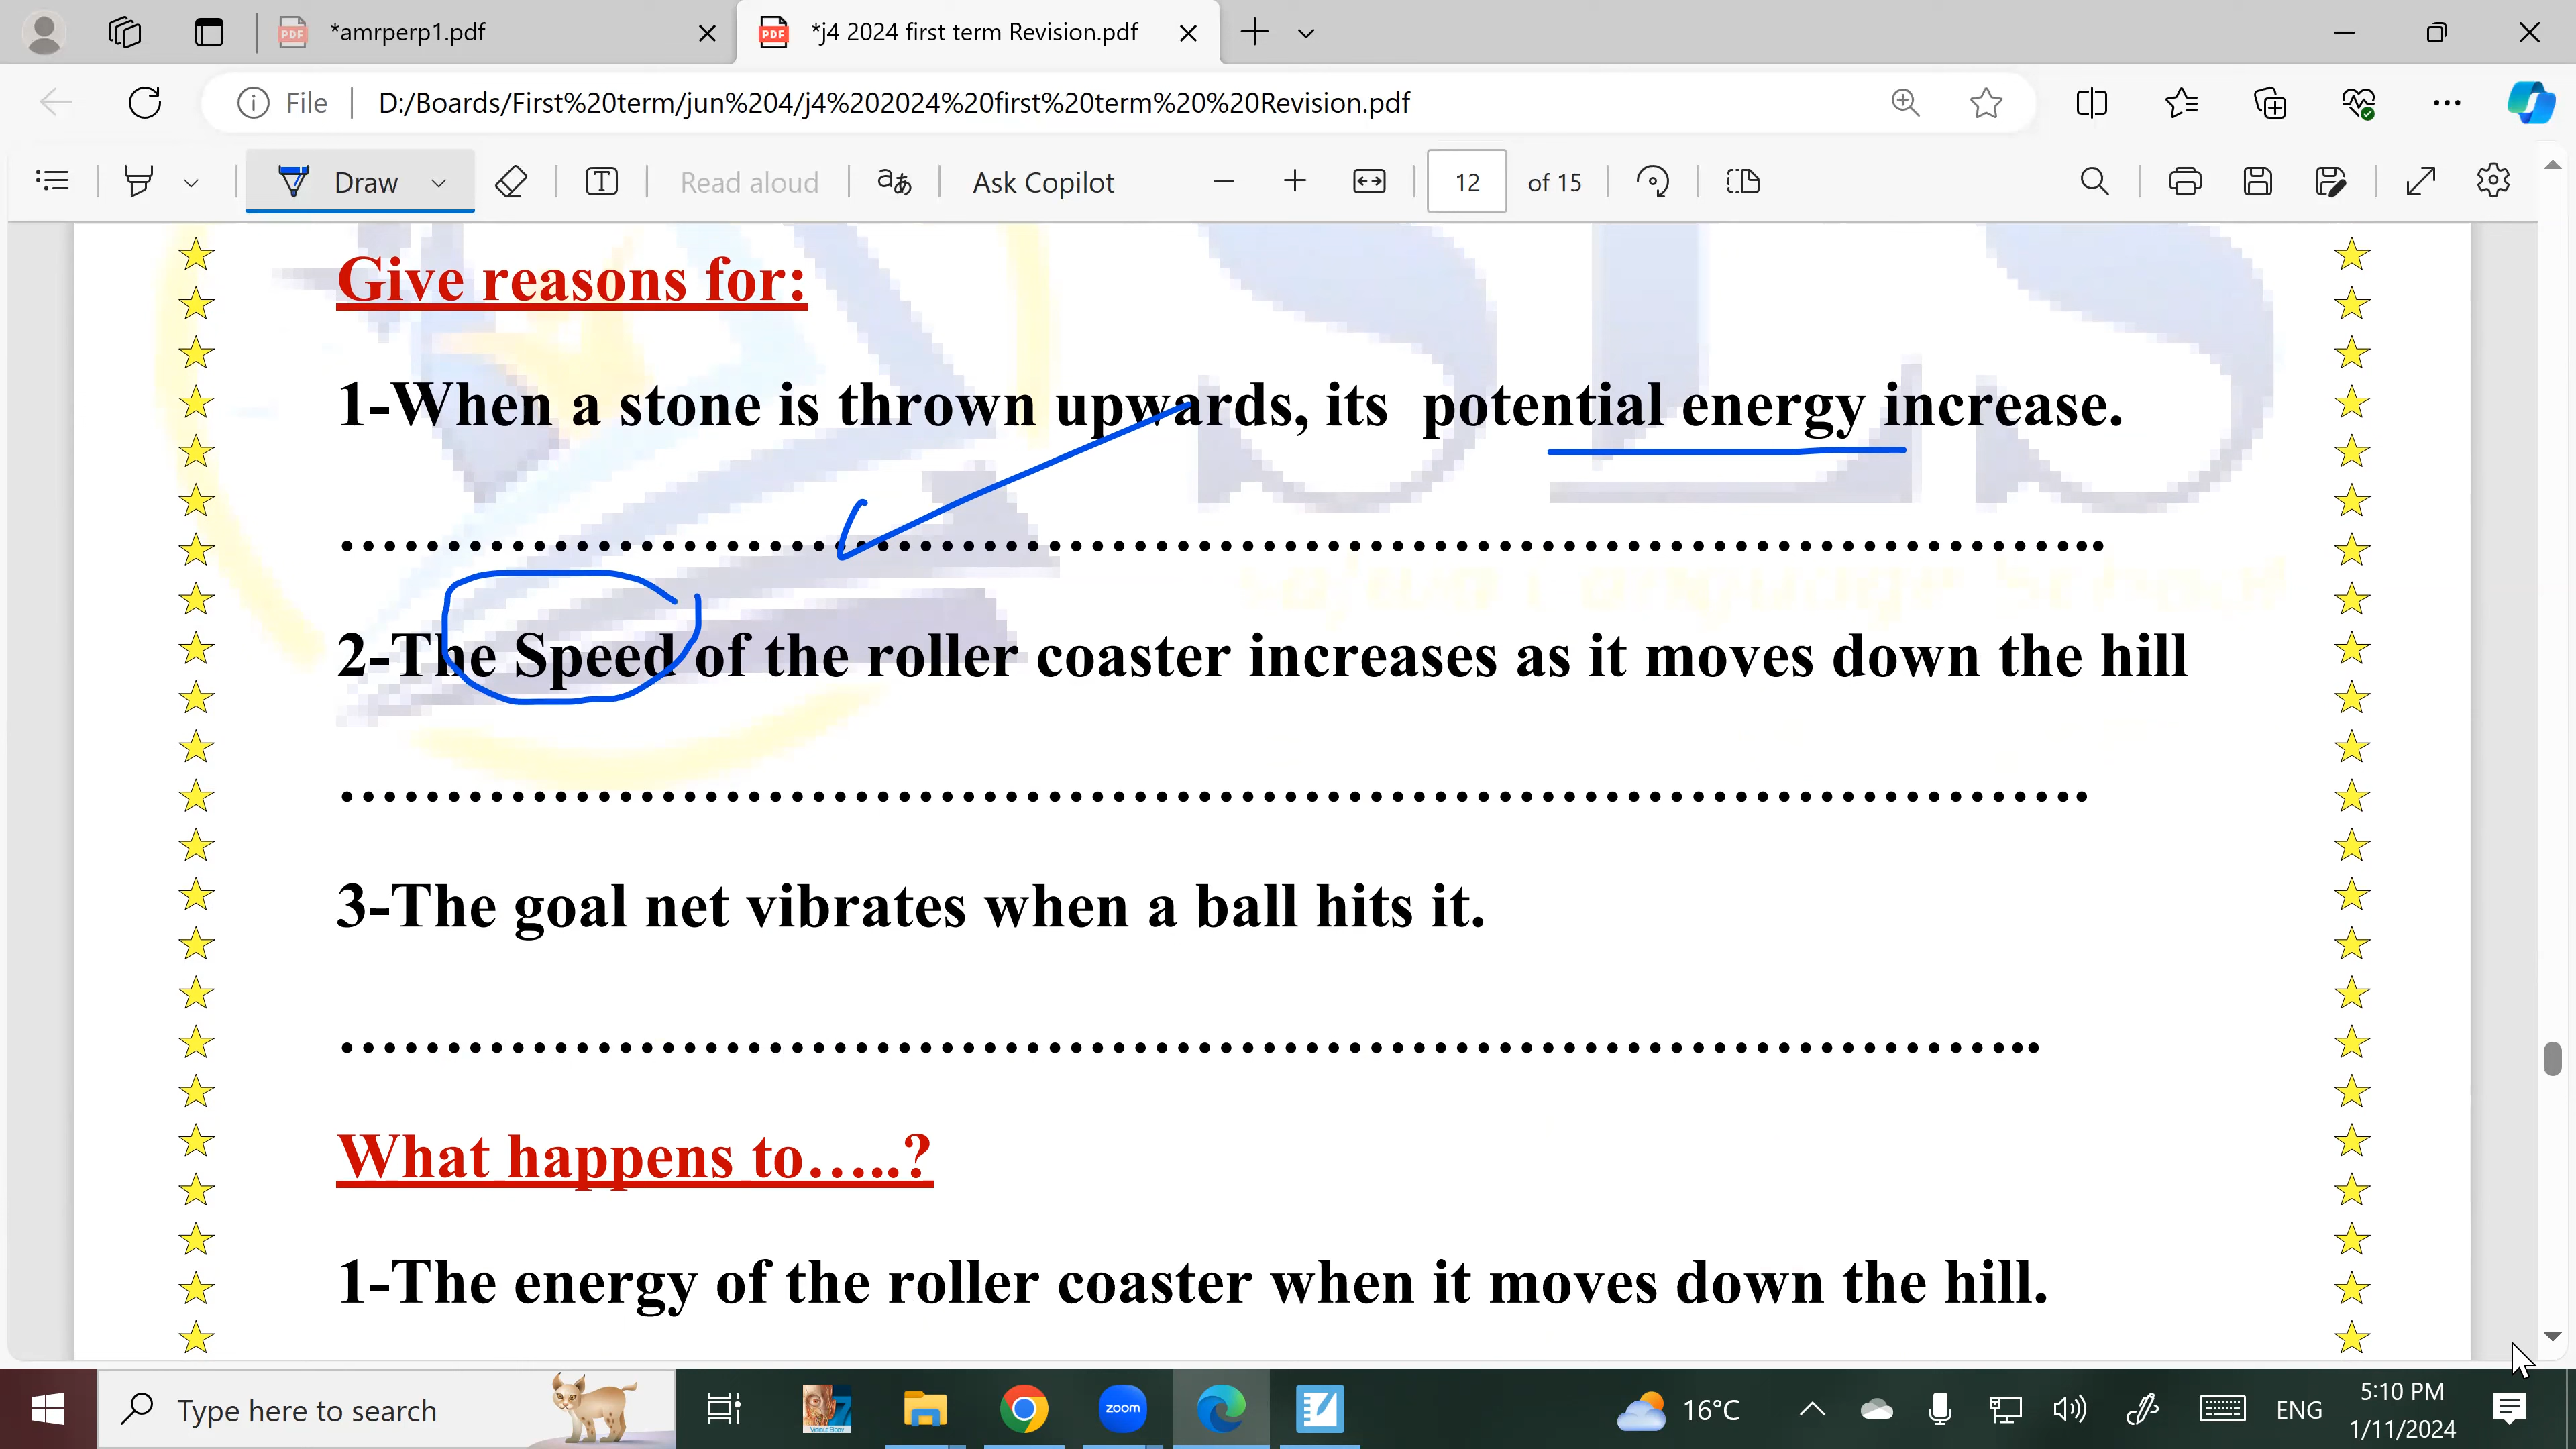 *amrperp1.pdf
*j4 2024 first term Revision.pdf
File
D:/Boards/First%20term/jun%204/j4%202024%20first%20term%20%20Revision.pdf
Draw
Read aloud
Ask Copilot
12
of 15
Give reasons for:
1-When a stone is thrown upwards, its potential energy increase.
2-The Speed of the roller coaster increases as it moves down the hill
3-The goal net vibrates when a ball hits it.
What happens to…..?
1-The energy of the roller coaster when it moves down the hill.
Type here to search
zoom
16°C
ENG
5:10 PM
1/11/2024